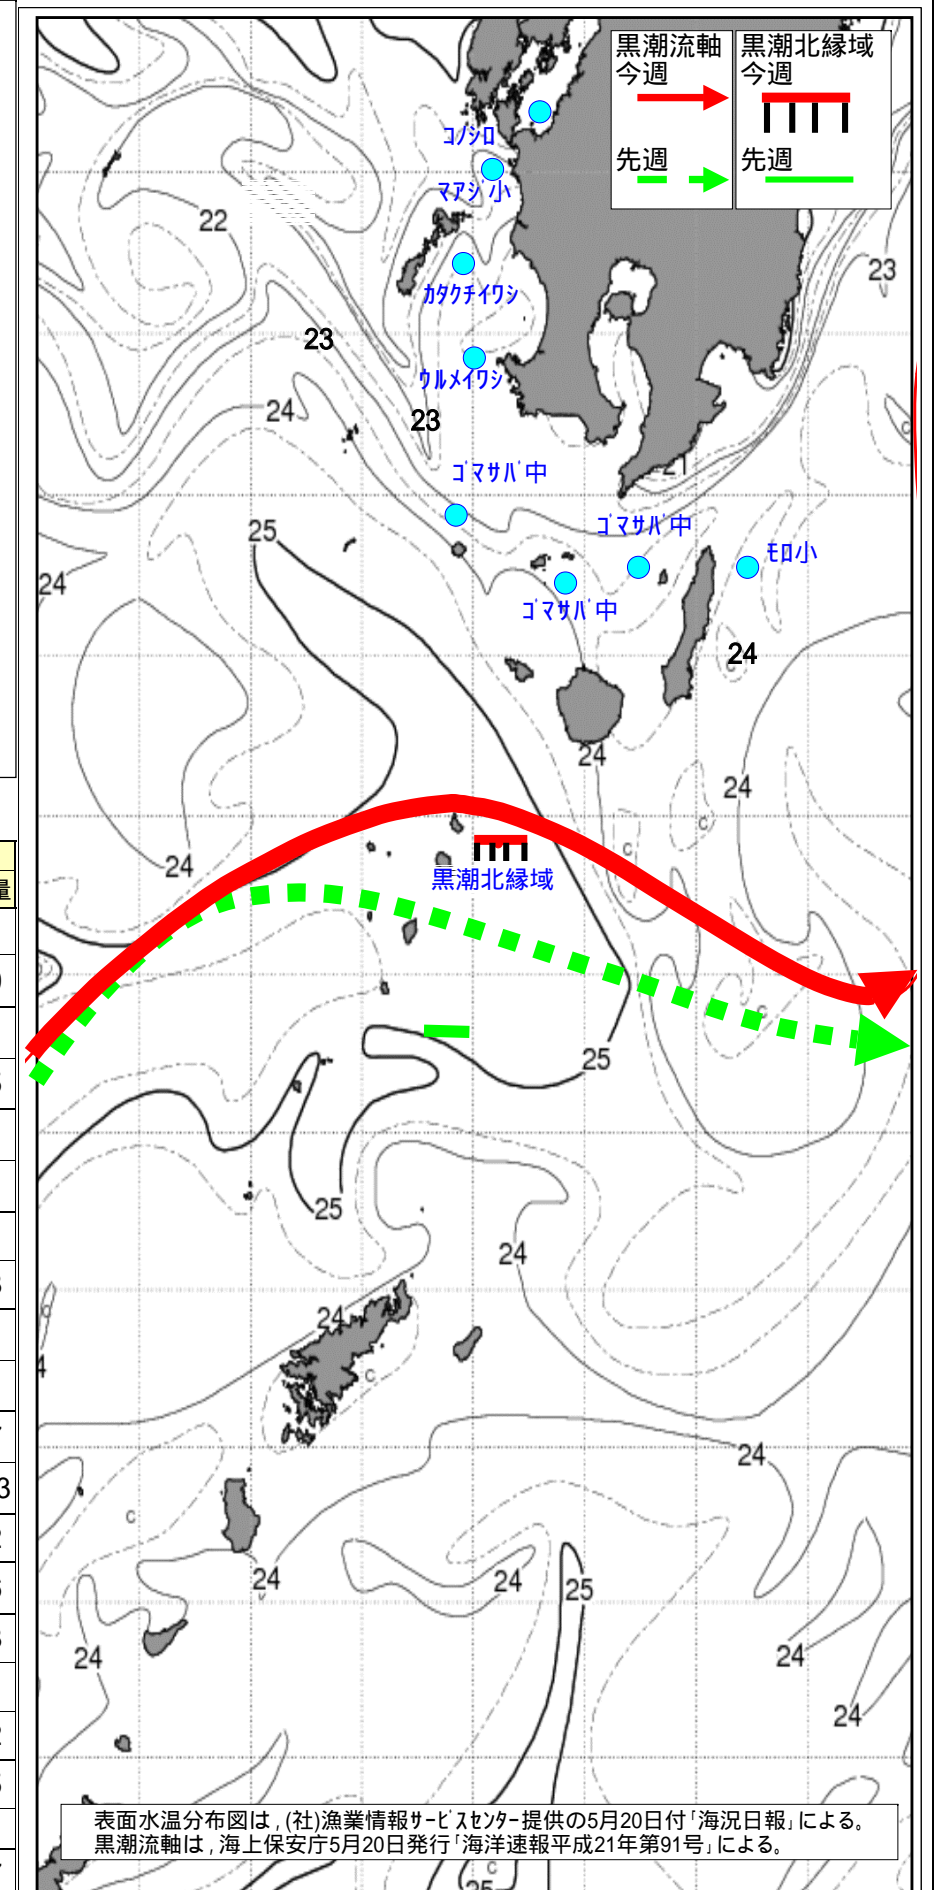 黒潮流軸
今週
先週
黒潮北縁域
今週
先週
コノシロ
マアジ小
22
23
カタクチイワシ
23
ウルメイワシ
24
23
21
ゴマサバ中
25
ゴマサバ中
モロ小
24
ゴマサバ中
24
24
24
24
黒潮北縁域
量
C
C
C
C
25
25
24
24
C
C
C
24
3
24
24
25
24
24
24
表面水温分布図は，(社)漁業情報サービスセンター提供の5月20日付「海況日報」による。
黒潮流軸は，海上保安庁5月20日発行「海洋速報平成21年第91号」による。
C
25